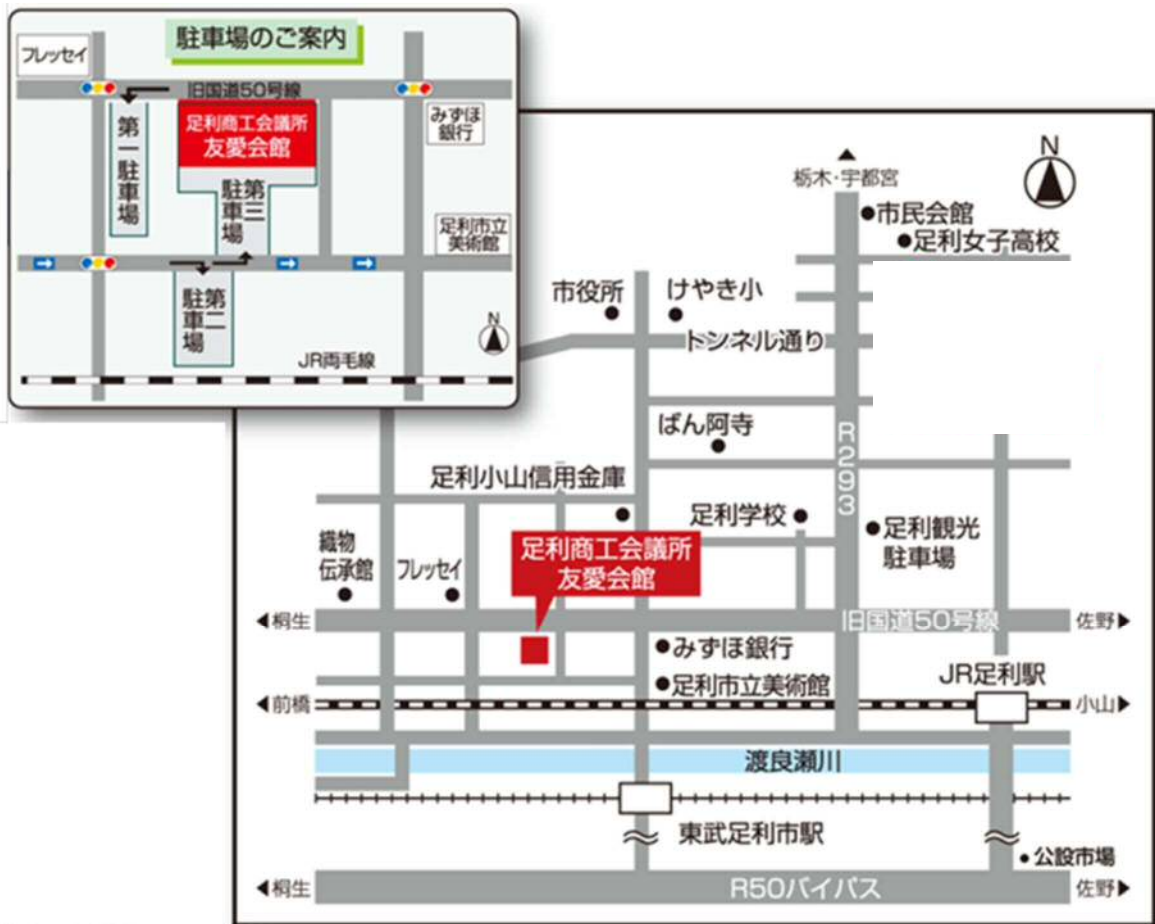 駐車場のご案内
フレッセイ
旧国道50号線
足利商工会議所
友愛会館
みずほ
銀行
第一駐車場
第三
駐車場
足利市立
美術館
第二
駐車場
N
JR両毛線
N
栃木・宇都宮
市民会館
足利女子高校
市役所
けやき小
トンネル通り
ばん阿寺
R293
足利小山信用金庫
足利学校
足利観光
駐車場
織物
伝承館
フレッセイ
足利商工会議所
友愛会館
桐生
旧国道50号線
佐野
みずほ銀行
足利市立美術館
JR足利駅
前橋
小山
渡良瀬川
東武足利市駅
公設市場
桐生
R50バイパス
佐野